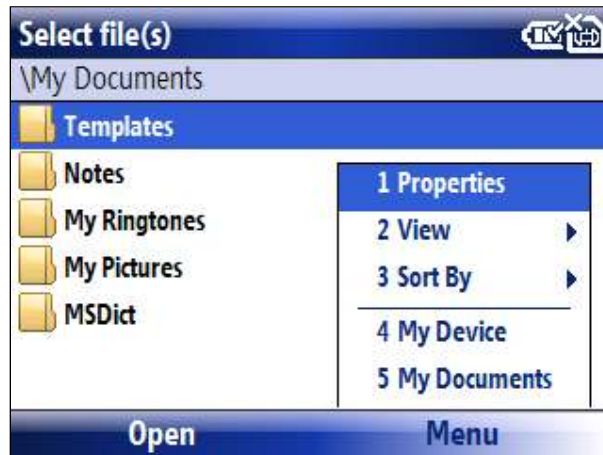 Select file(s)
\My Documents
Templates
Notes
My Ringtones
My Pictures
MSDict
1 Properties
2 View
3 Sort By
4 My Device
5 My Documents
Open
Menu